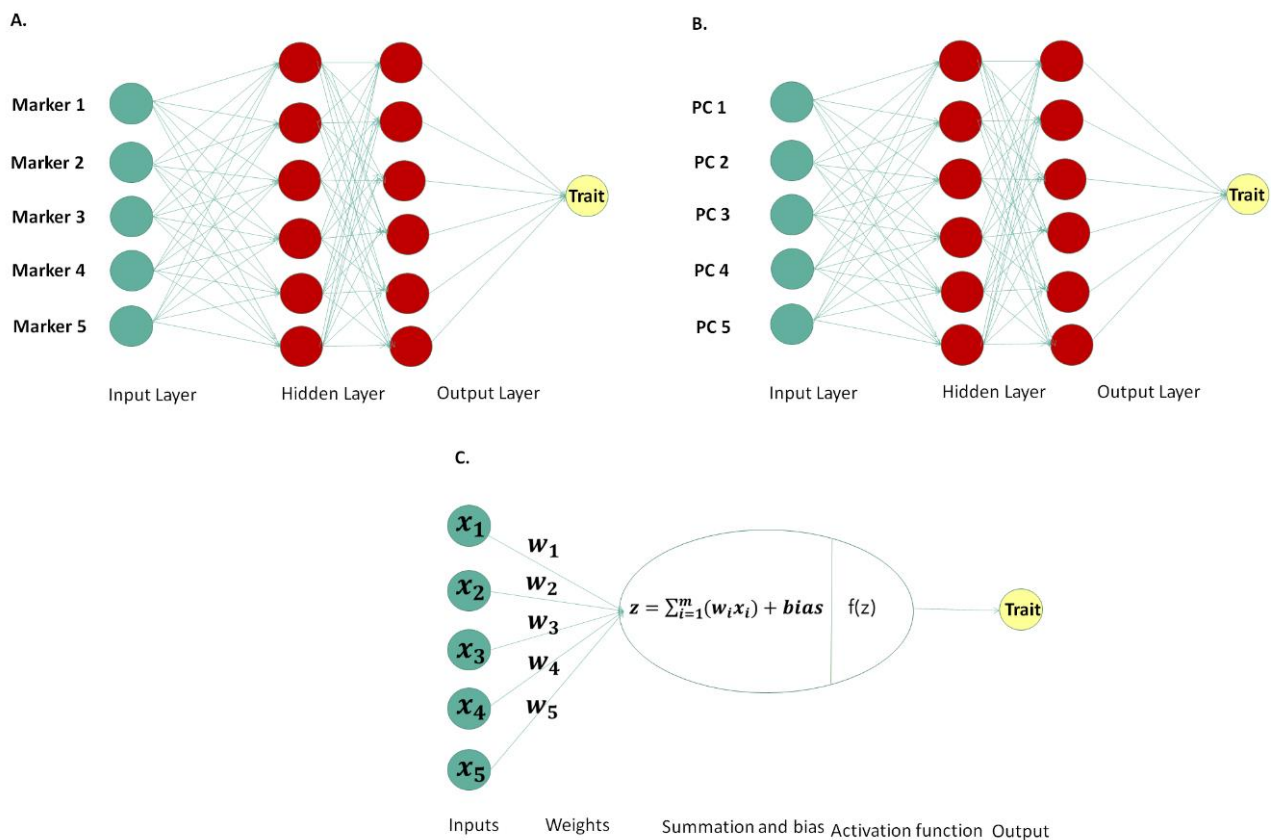 A.
Marker 1
Marker 2
Marker 3
Marker 4
Marker 5
Trait
Input Layer Hidden Layer Output Layer
B.
PC 1
PC 2
PC 3
PC 4
PC 5
Trait
Input Layer Hidden Layer Output Layer
C.
x₁
x₂
x₃
x₄
x₅
w₁
w₂
w₃
w₄
w₅
z = ∑ᵢ₌₁ᵐ(wᵢxᵢ) + bias f(z)
Trait
Inputs Weights Summation and bias Activation function Output